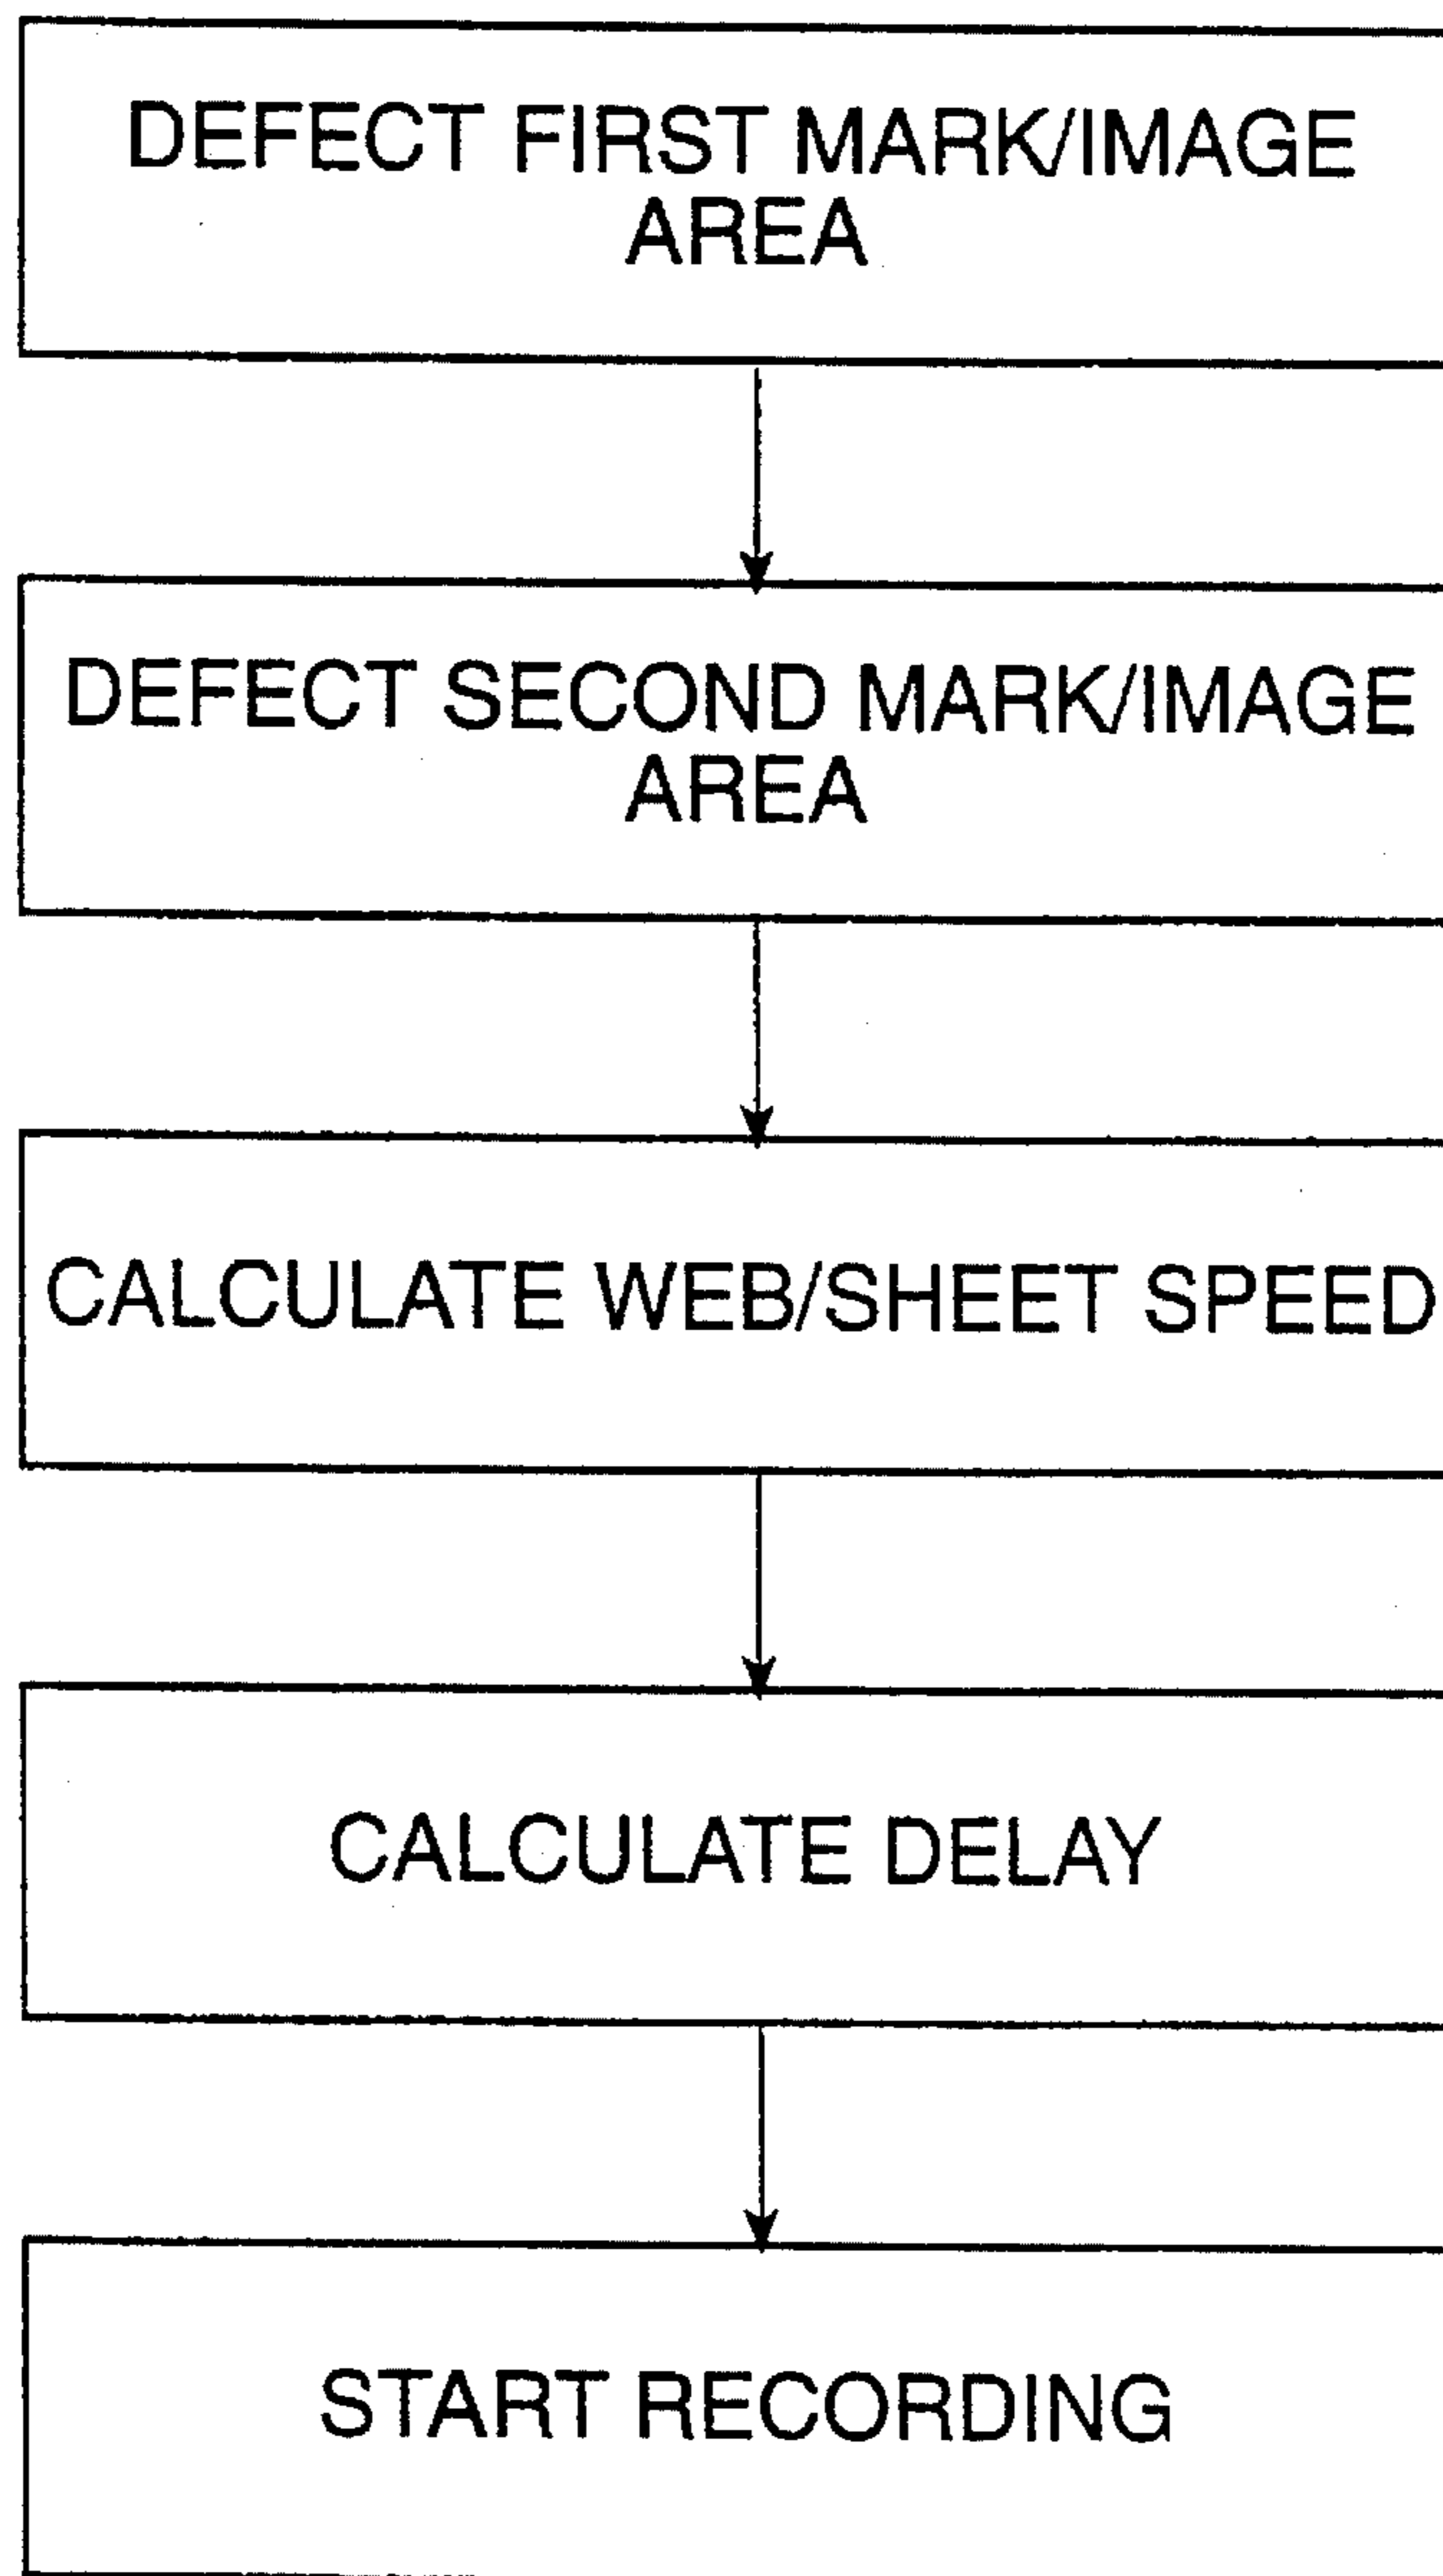 DEFECT FIRST MARK/IMAGE
AREA
DEFECT SECOND MARK/IMAGE
AREA
CALCULATE WEB/SHEET SPEED
CALCULATE DELAY
START RECORDING